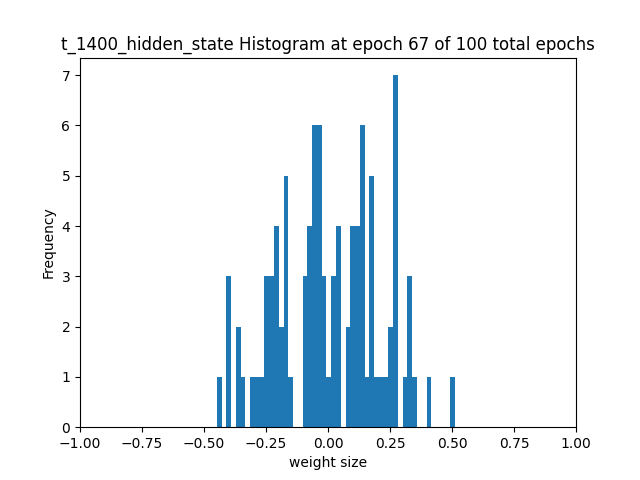 t_1400_hidden_state Histogram at epoch 67 of 100 total epochs
7
6
5
4
3
2
1
0
Frequency
−1.00 −0.75 −0.50 −0.25 0.00 0.25 0.50 0.75 1.00
weight size